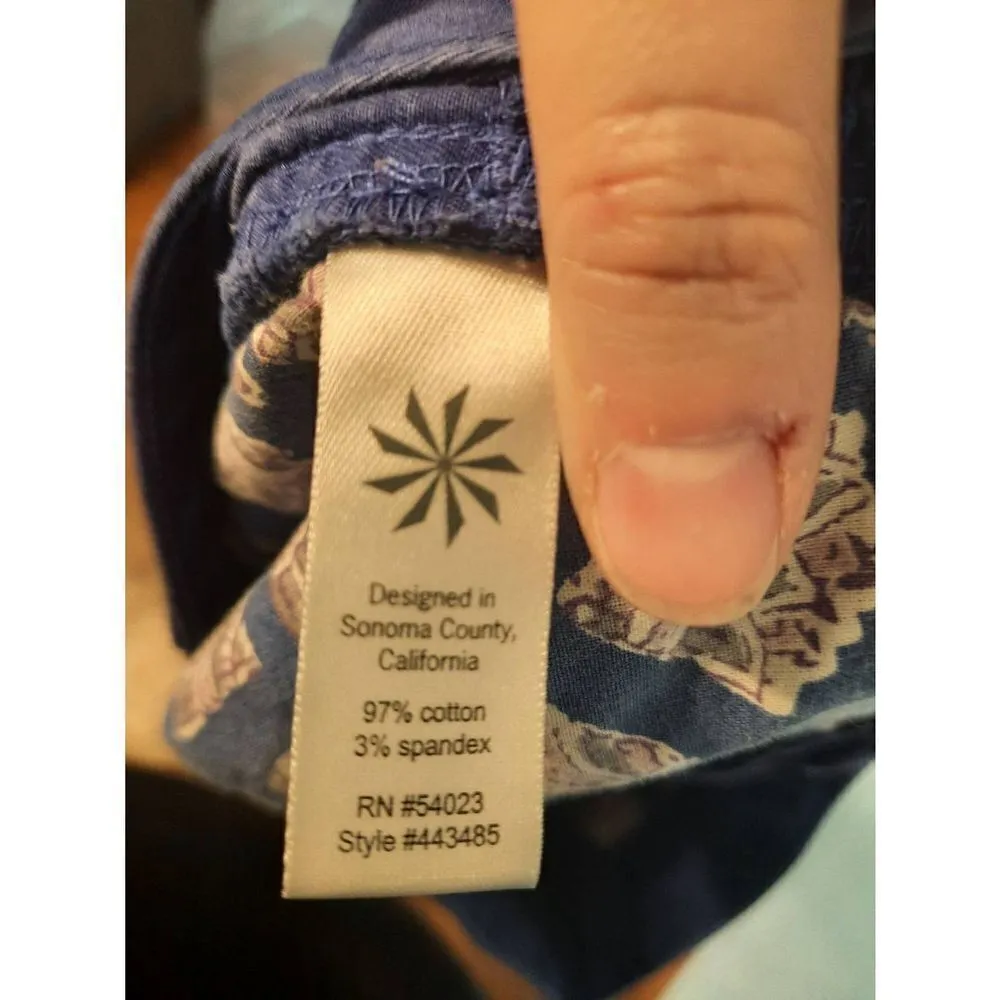 Designed in
Sonoma County,
California
97% cotton
3% spandex
RN #54023
Style #443485